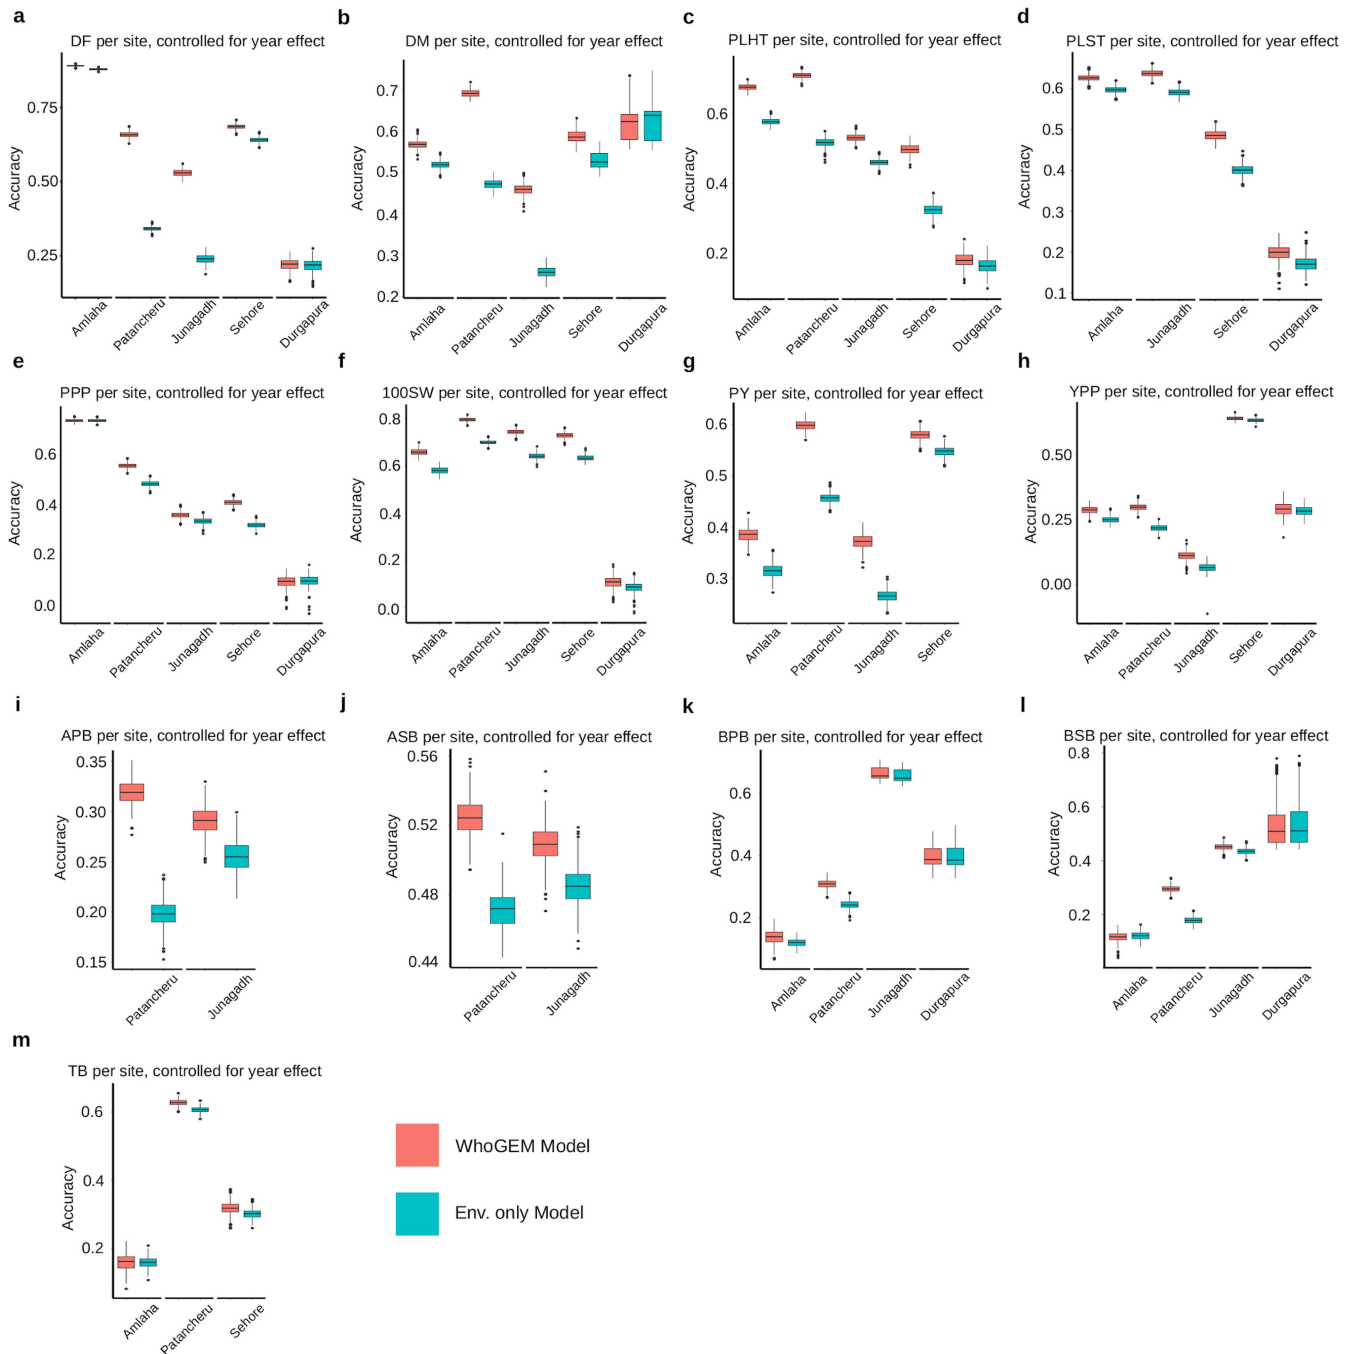 a
DF per site, controlled for year effect
Accuracy
0.75
0.50
0.25
Amlaha
Patancheru
Junagadh
Sehore
Durgapura
b
DM per site, controlled for year effect
Accuracy
0.7
0.6
0.5
0.4
0.3
0.2
Amlaha
Patancheru
Junagadh
Sehore
Durgapura
c
PLHT per site, controlled for year effect
Accuracy
0.6
0.4
0.2
Amlaha
Patancheru
Junagadh
Sehore
Durgapura
d
PLST per site, controlled for year effect
Accuracy
0.6
0.5
0.4
0.3
0.2
0.1
Amlaha
Junagadh
Sehore
Durgapura
e
PPP per site, controlled for year effect
Accuracy
0.6
0.4
0.2
0.0
Amlaha
Patancheru
Junagadh
Sehore
Durgapura
f
100SW per site, controlled for year effect
Accuracy
0.8
0.6
0.4
0.2
0.0
Amlaha
Patancheru
Junagadh
Sehore
Durgapura
g
PY per site, controlled for year effect
Accuracy
0.6
0.5
0.4
0.3
Amlaha
Patancheru
Junagadh
Sehore
h
YPP per site, controlled for year effect
Accuracy
0.50
0.25
0.00
Amlaha
Patancheru
Junagadh
Sehore
Durgapura
i
APB per site, controlled for year effect
Accuracy
0.35
0.30
0.25
0.20
0.15
Patancheru
Junagadh
j
ASB per site, controlled for year effect
Accuracy
0.56
0.52
0.48
0.44
Patancheru
Junagadh
k
BPB per site, controlled for year effect
Accuracy
0.6
0.4
0.2
Amlaha
Patancheru
Junagadh
Durgapura
l
BSB per site, controlled for year effect
Accuracy
0.8
0.6
0.4
0.2
Amlaha
Patancheru
Junagadh
Durgapura
m
TB per site, controlled for year effect
Accuracy
0.6
0.4
0.2
Amlaha
Patancheru
Sehore
WhoGEM Model
Env. only Model